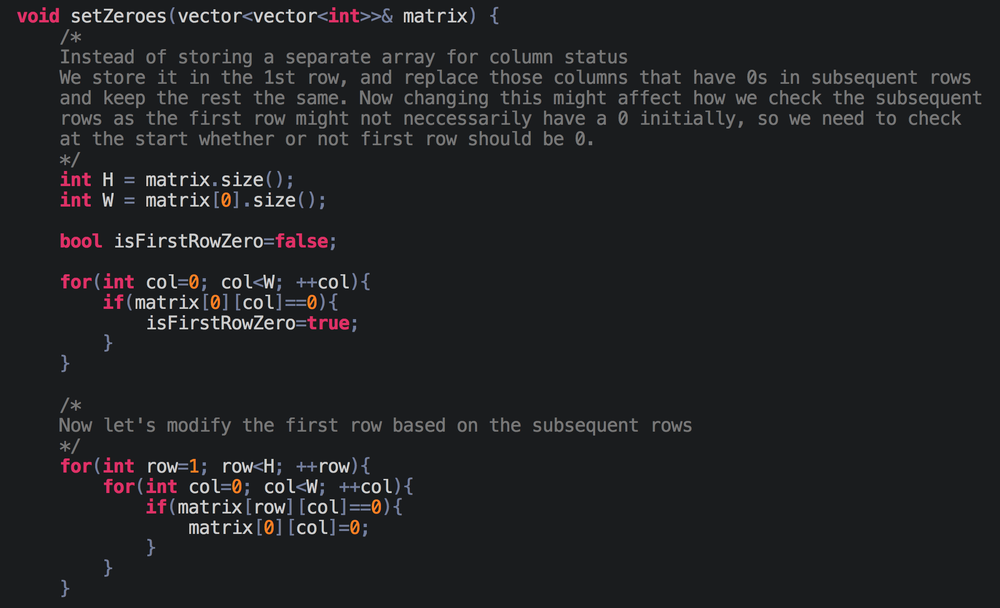 void setZeroes(vector<vector<int>>& matrix) {
    /*
    Instead of storing a separate array for column status
    We store it in the 1st row, and replace those columns that have 0s in subsequent rows
    and keep the rest the same. Now changing this might affect how we check the subsequent
    rows as the first row might not neccessarily have a 0 initially, so we need to check
    at the start whether or not first row should be 0.
    */
    int H = matrix.size();
    int W = matrix[0].size();

    bool isFirstRowZero=false;

    for(int col=0; col<W; ++col){
        if(matrix[0][col]==0){
            isFirstRowZero=true;
        }
    }

    /*
    Now let's modify the first row based on the subsequent rows
    */
    for(int row=1; row<H; ++row){
        for(int col=0; col<W; ++col){
            if(matrix[row][col]==0){
                matrix[0][col]=0;
            }
        }
    }